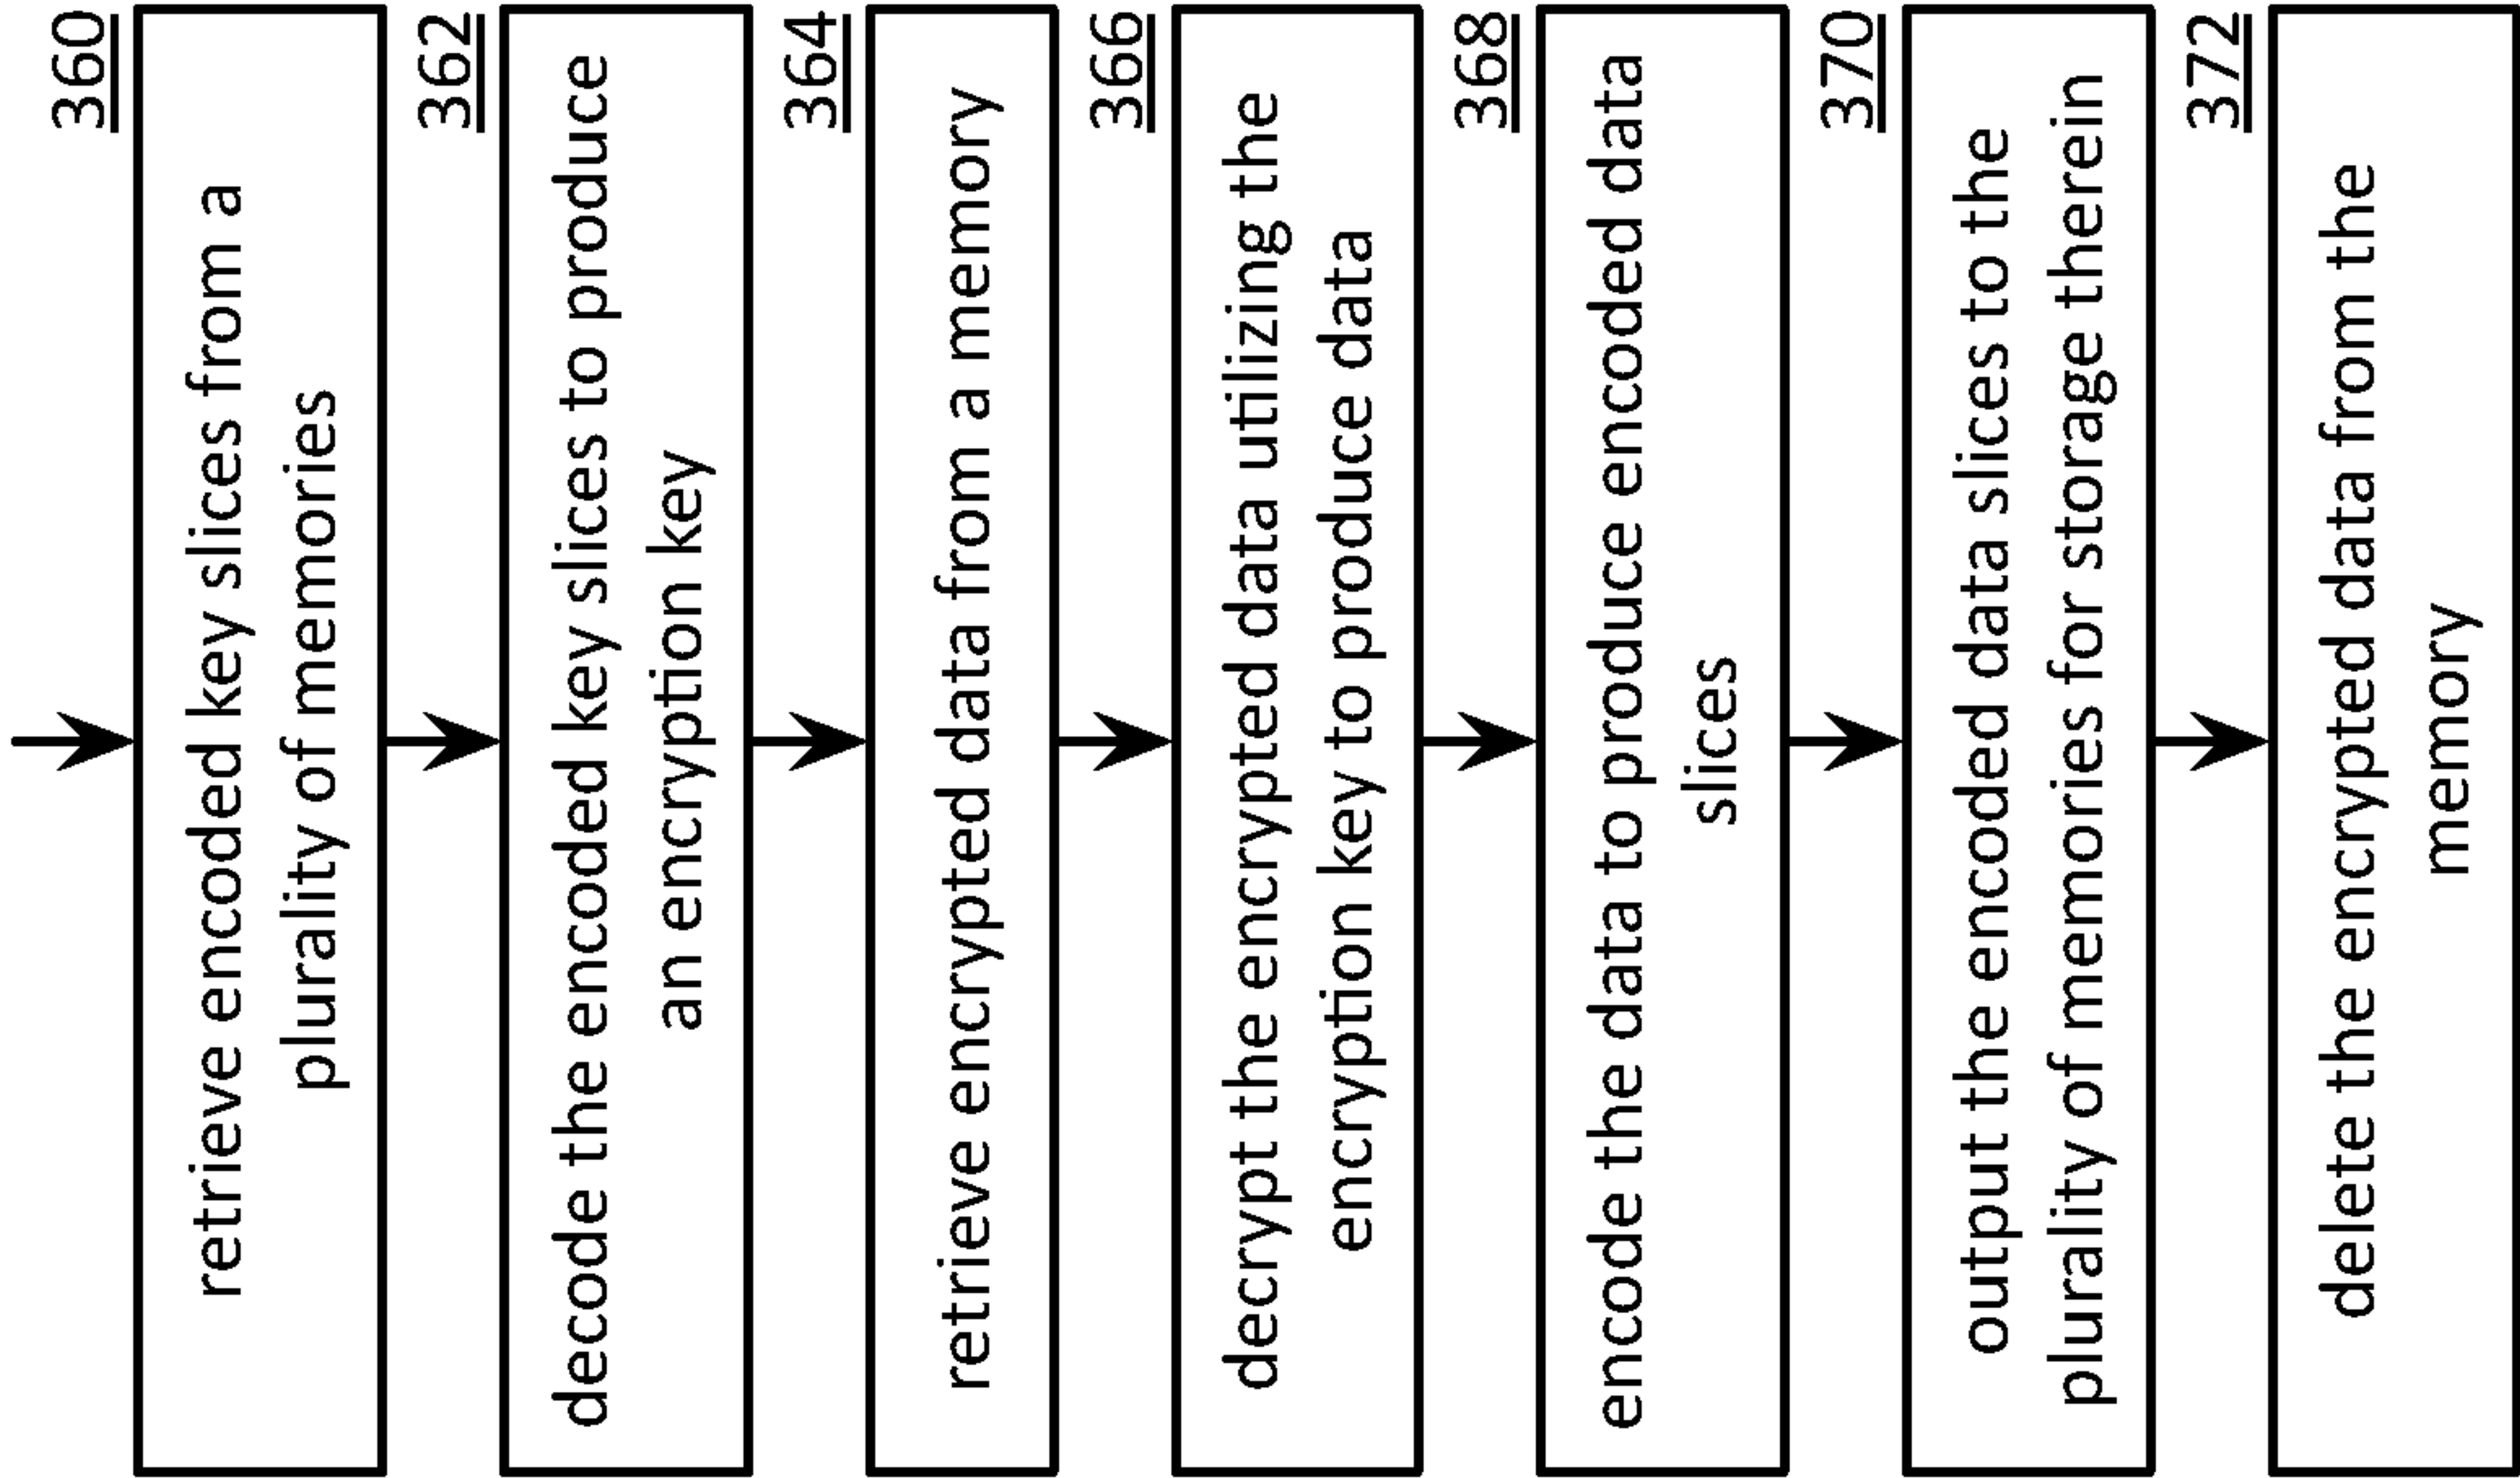 360
retrieve encoded key slices from a
plurality of memories
362
decode the encoded key slices to produce
an encryption key
364
retrieve encrypted data from a memory
366
decrypt the encrypted data utilizing the
encryption key to produce data
368
encode the data to produce encoded data
slices
370
output the encoded data slices to the
plurality of memories for storage therein
372
delete the encrypted data from the
memory